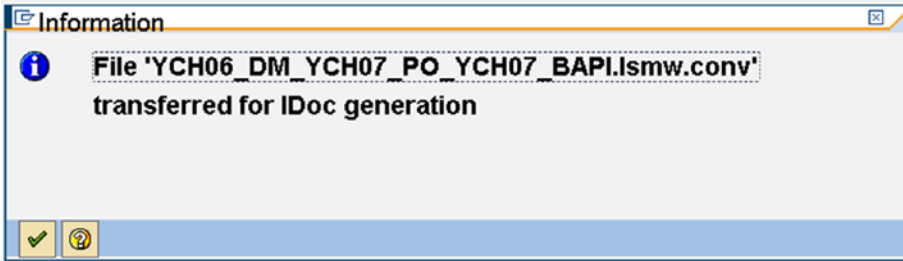 Information
File 'YCH06_DM_YCH07_PO_YCH07_BAPI.lsmw.conv'
transferred for IDoc generation